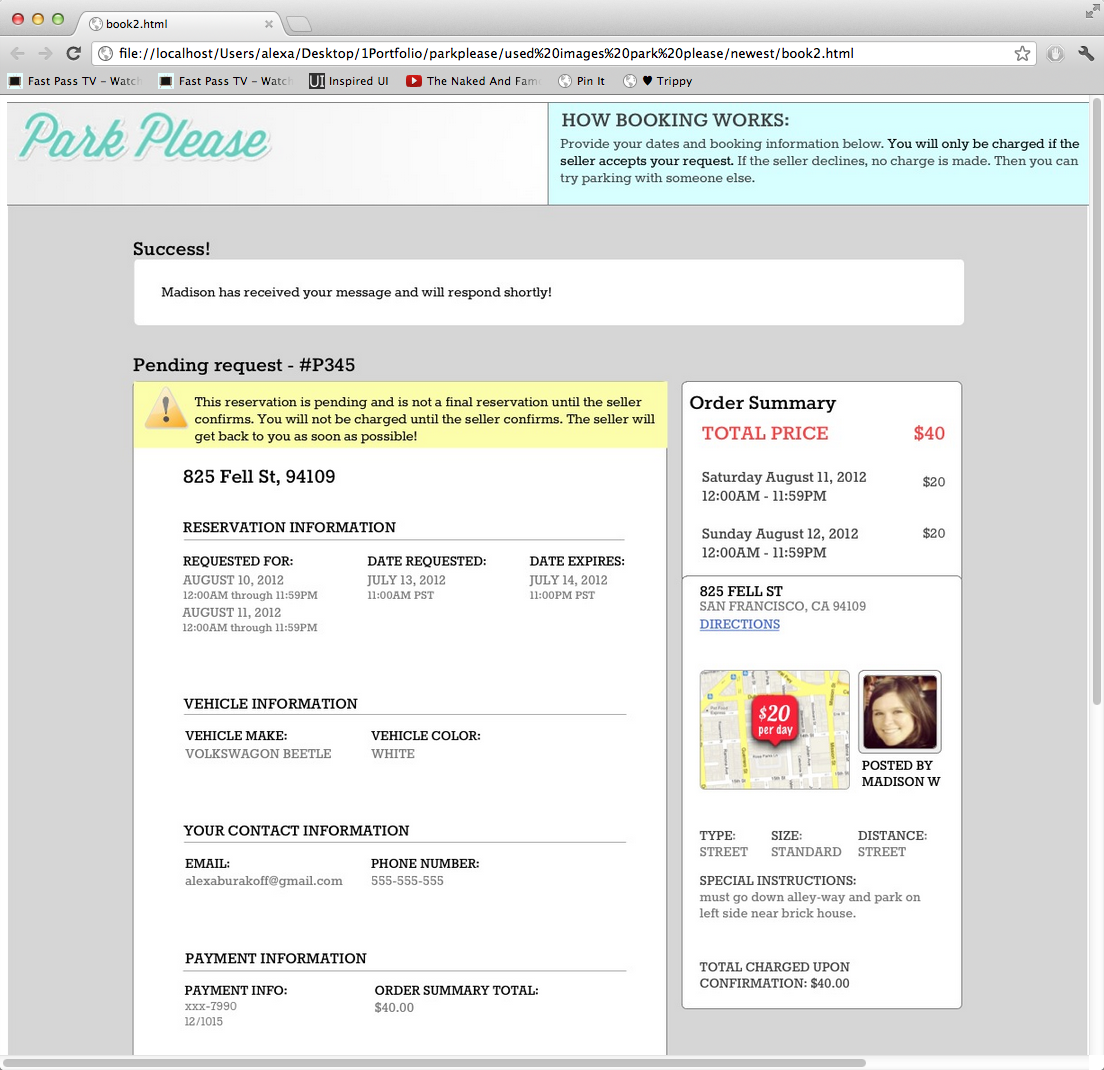 book2.html
file://localhost/Users/alexa/Desktop/1Portfolio/parkplease/used%20images%20park%20please/newest/book2.html
Fast Pass TV – Watch Fast Pass TV – Watch UI Inspired UI The Naked And Fam Pin It ♥ Trippy
Park Please
HOW BOOKING WORKS:
Provide your dates and booking information below. You will only be charged if the
seller accepts your request. If the seller declines, no charge is made. Then you can
try parking with someone else.
Success!
Madison has received your message and will respond shortly!
Pending request - #P345
This reservation is pending and is not a final reservation until the seller
confirms. You will not be charged until the seller confirms. The seller will
get back to you as soon as possible!
825 Fell St, 94109
RESERVATION INFORMATION
REQUESTED FOR: DATE REQUESTED: DATE EXPIRES:
AUGUST 10, 2012 JULY 13, 2012 JULY 14, 2012
12:00AM through 11:59PM 11:00AM PST 11:00PM PST
AUGUST 11, 2012
12:00AM through 11:59PM
VEHICLE INFORMATION
VEHICLE MAKE: VEHICLE COLOR:
VOLKSWAGON BEETLE WHITE
YOUR CONTACT INFORMATION
EMAIL: PHONE NUMBER:
alexaburakoff@gmail.com 555-555-555
PAYMENT INFORMATION
PAYMENT INFO: ORDER SUMMARY TOTAL:
xxx-7990 $40.00
12/1015
Order Summary
TOTAL PRICE $40
Saturday August 11, 2012 $20
12:00AM - 11:59PM
Sunday August 12, 2012 $20
12:00AM - 11:59PM
825 FELL ST
SAN FRANCISCO, CA 94109
DIRECTIONS
$20
per day
POSTED BY
MADISON W
TYPE: SIZE: DISTANCE:
STREET STANDARD STREET
SPECIAL INSTRUCTIONS:
must go down alley-way and park on
left side near brick house.
TOTAL CHARGED UPON
CONFIRMATION: $40.00